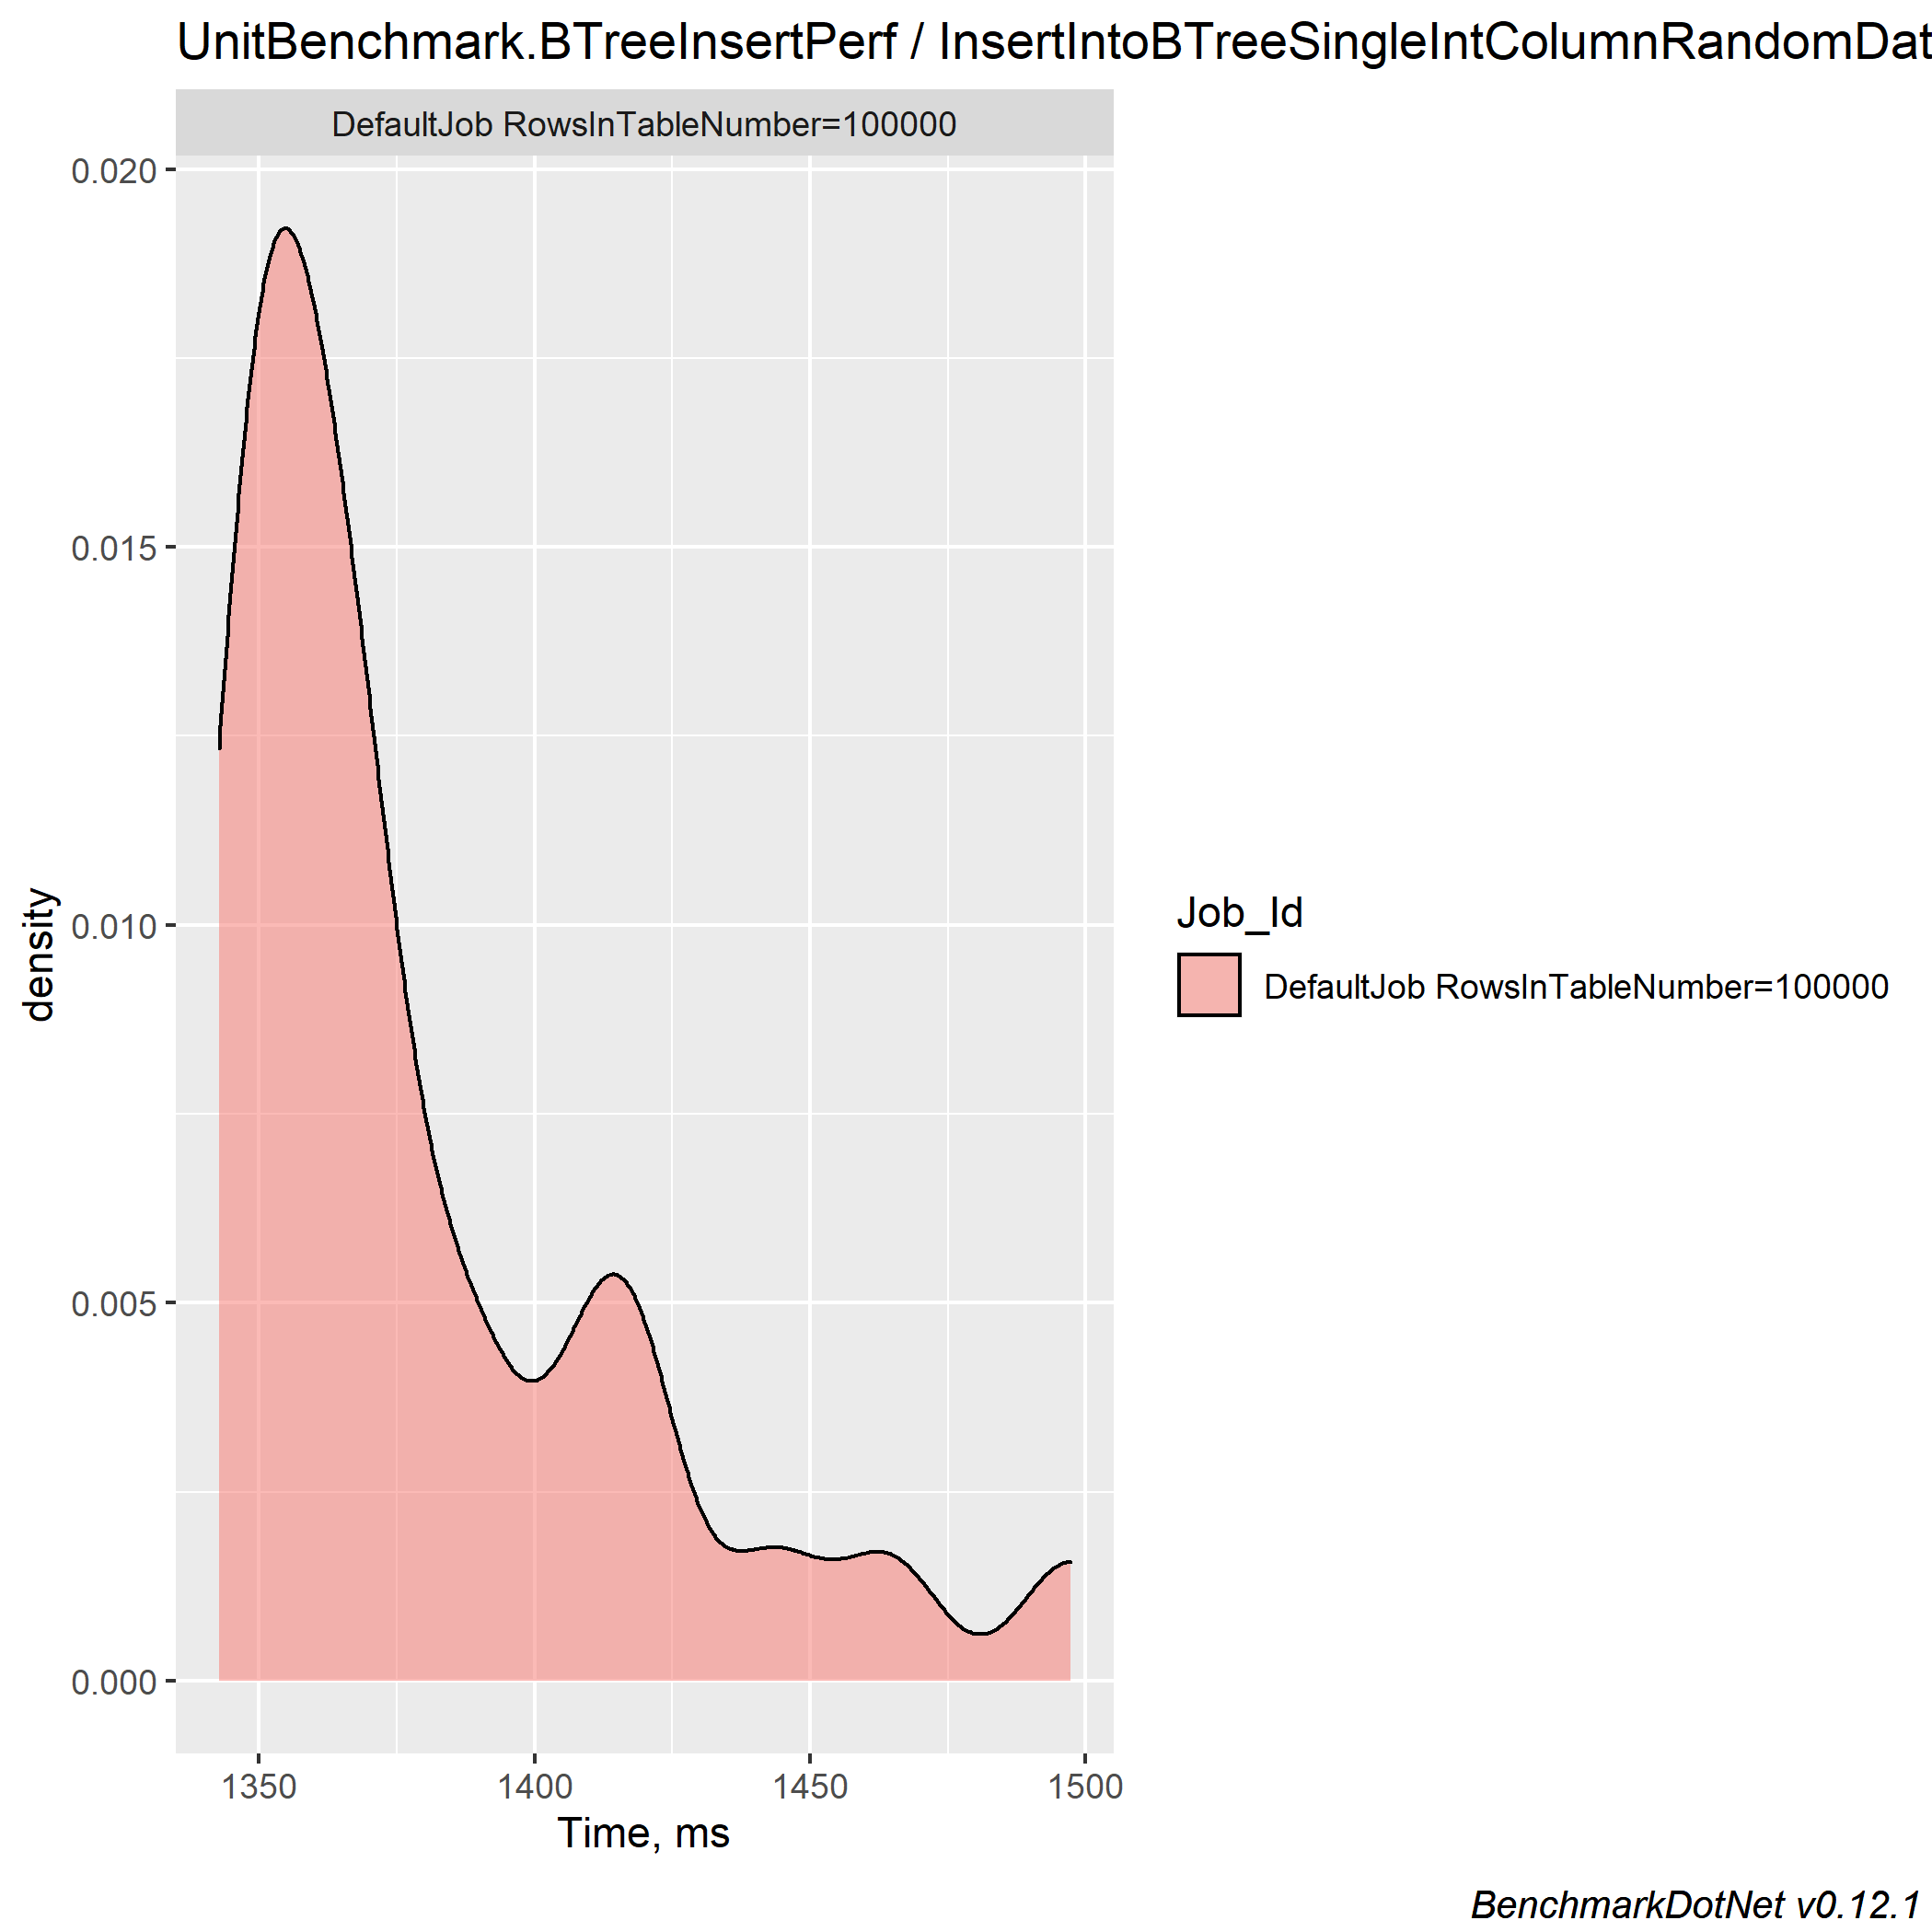 UnitBenchmark.BTreeInsertPerf / InsertIntoBTreeSingleIntColumnRandomDat
DefaultJob RowsInTableNumber=100000
0.020
0.015
0.010
0.005
0.000
density
1350 1400 1450 1500
Time, ms
Job_Id
DefaultJob RowsInTableNumber=100000
BenchmarkDotNet v0.12.1